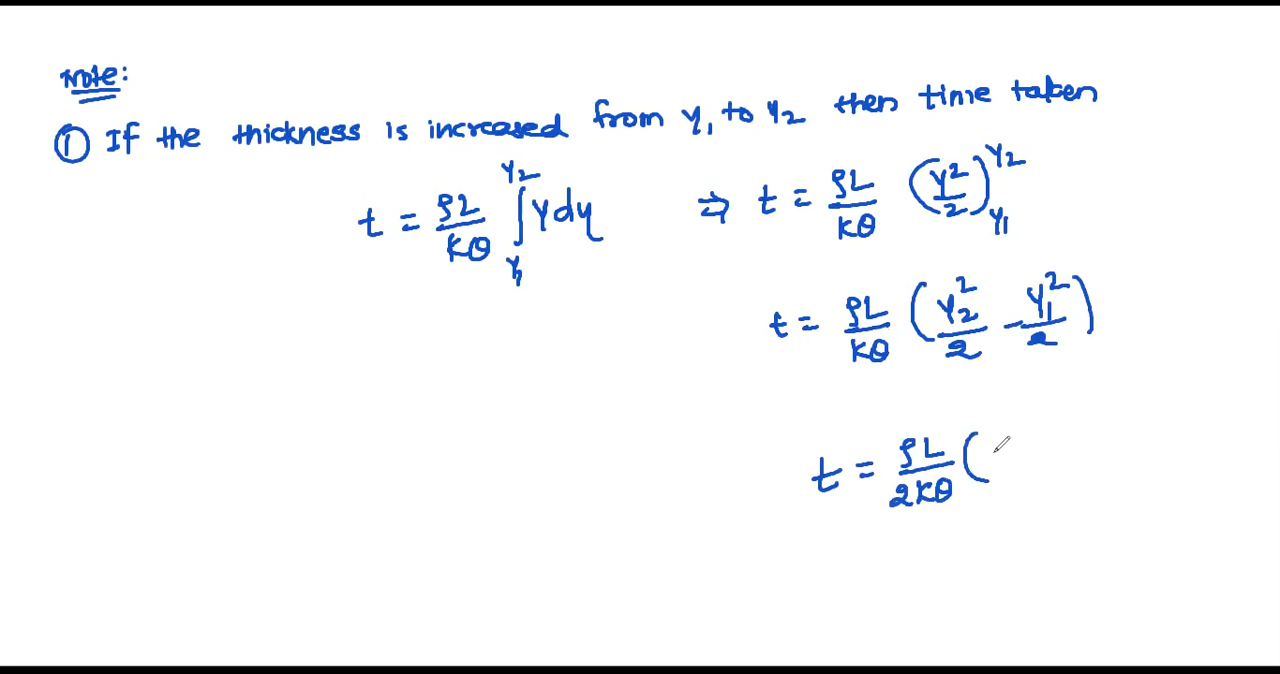 Note:
① If the thickness is increased from y₁ to y₂ then time taken
t = ρL/Kθ ∫_{y₁}^{y₂} y dy ⇒ t = ρL/Kθ (y²/2)_{y₁}^{y₂}
t = ρL/Kθ (y₂²/2 - y₁²/2)
t = ρL/2Kθ (